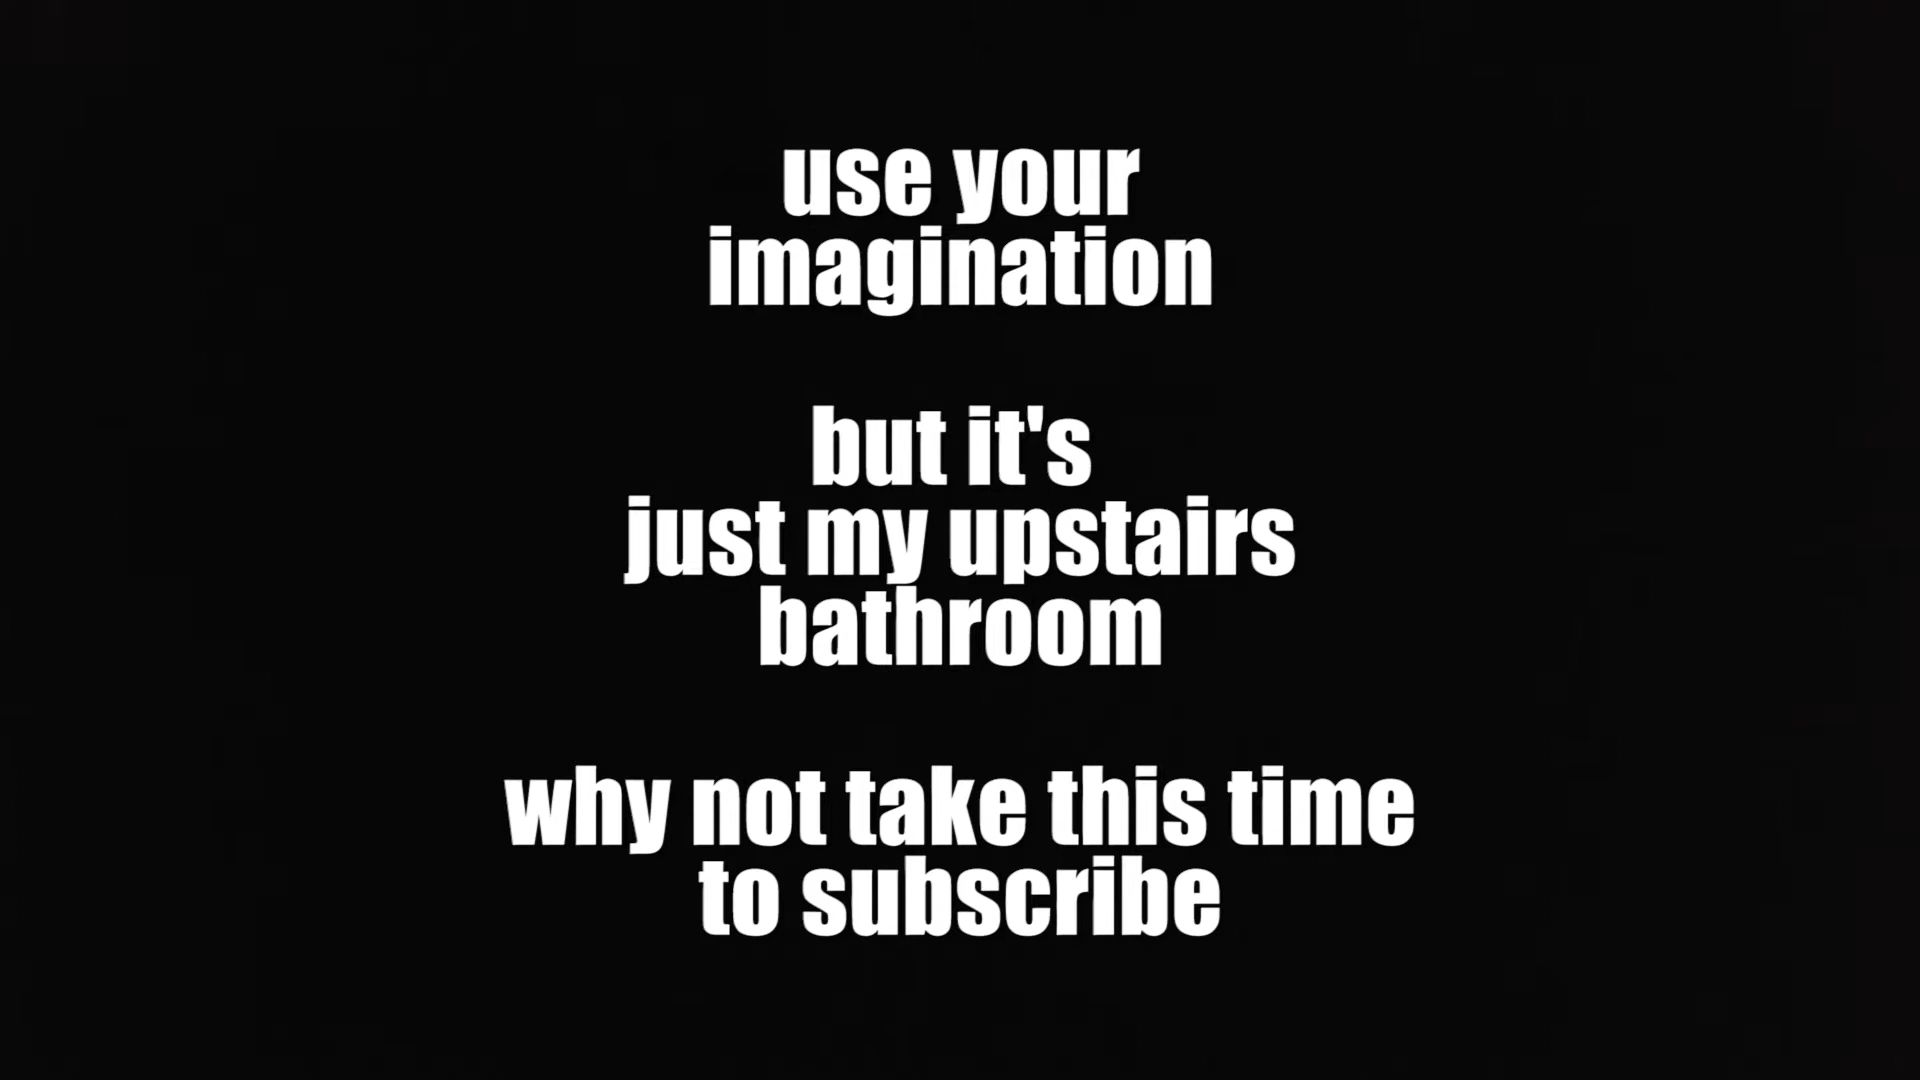 use your
imagination
but it's
just my upstairs
bathroom
why not take this time
to subscribe